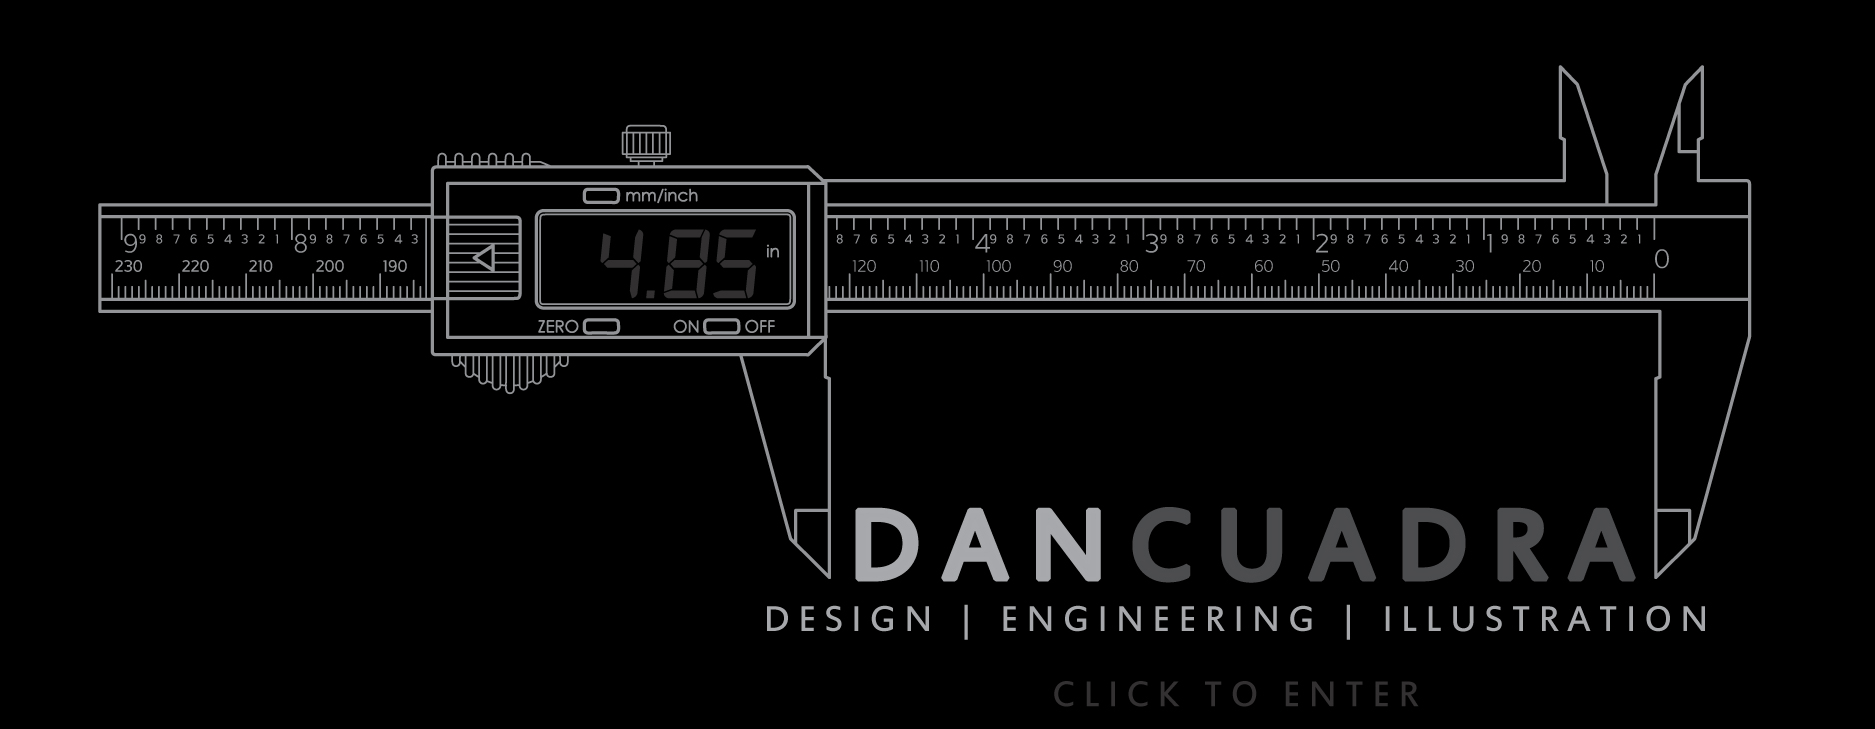 mm/inch
9 9 8 7 6 5 4 3 2 1 8 9 8 7 6 5 4 3
8 7 6 5 4 3 2 1 4 9 8 7 6 5 4 3 2 1 3 9 8 7 6 5 4 3 2 1 2 9 8 7 6 5 4 3 2 1 1 9 8 7 6 5 4 3 2 1 0
4.85 in
230 220 210 200 190
120 110 100 90 80 70 60 50 40 30 20 10
ZERO ON OFF
DANCUADRA
DESIGN | ENGINEERING | ILLUSTRATION
CLICK TO ENTER